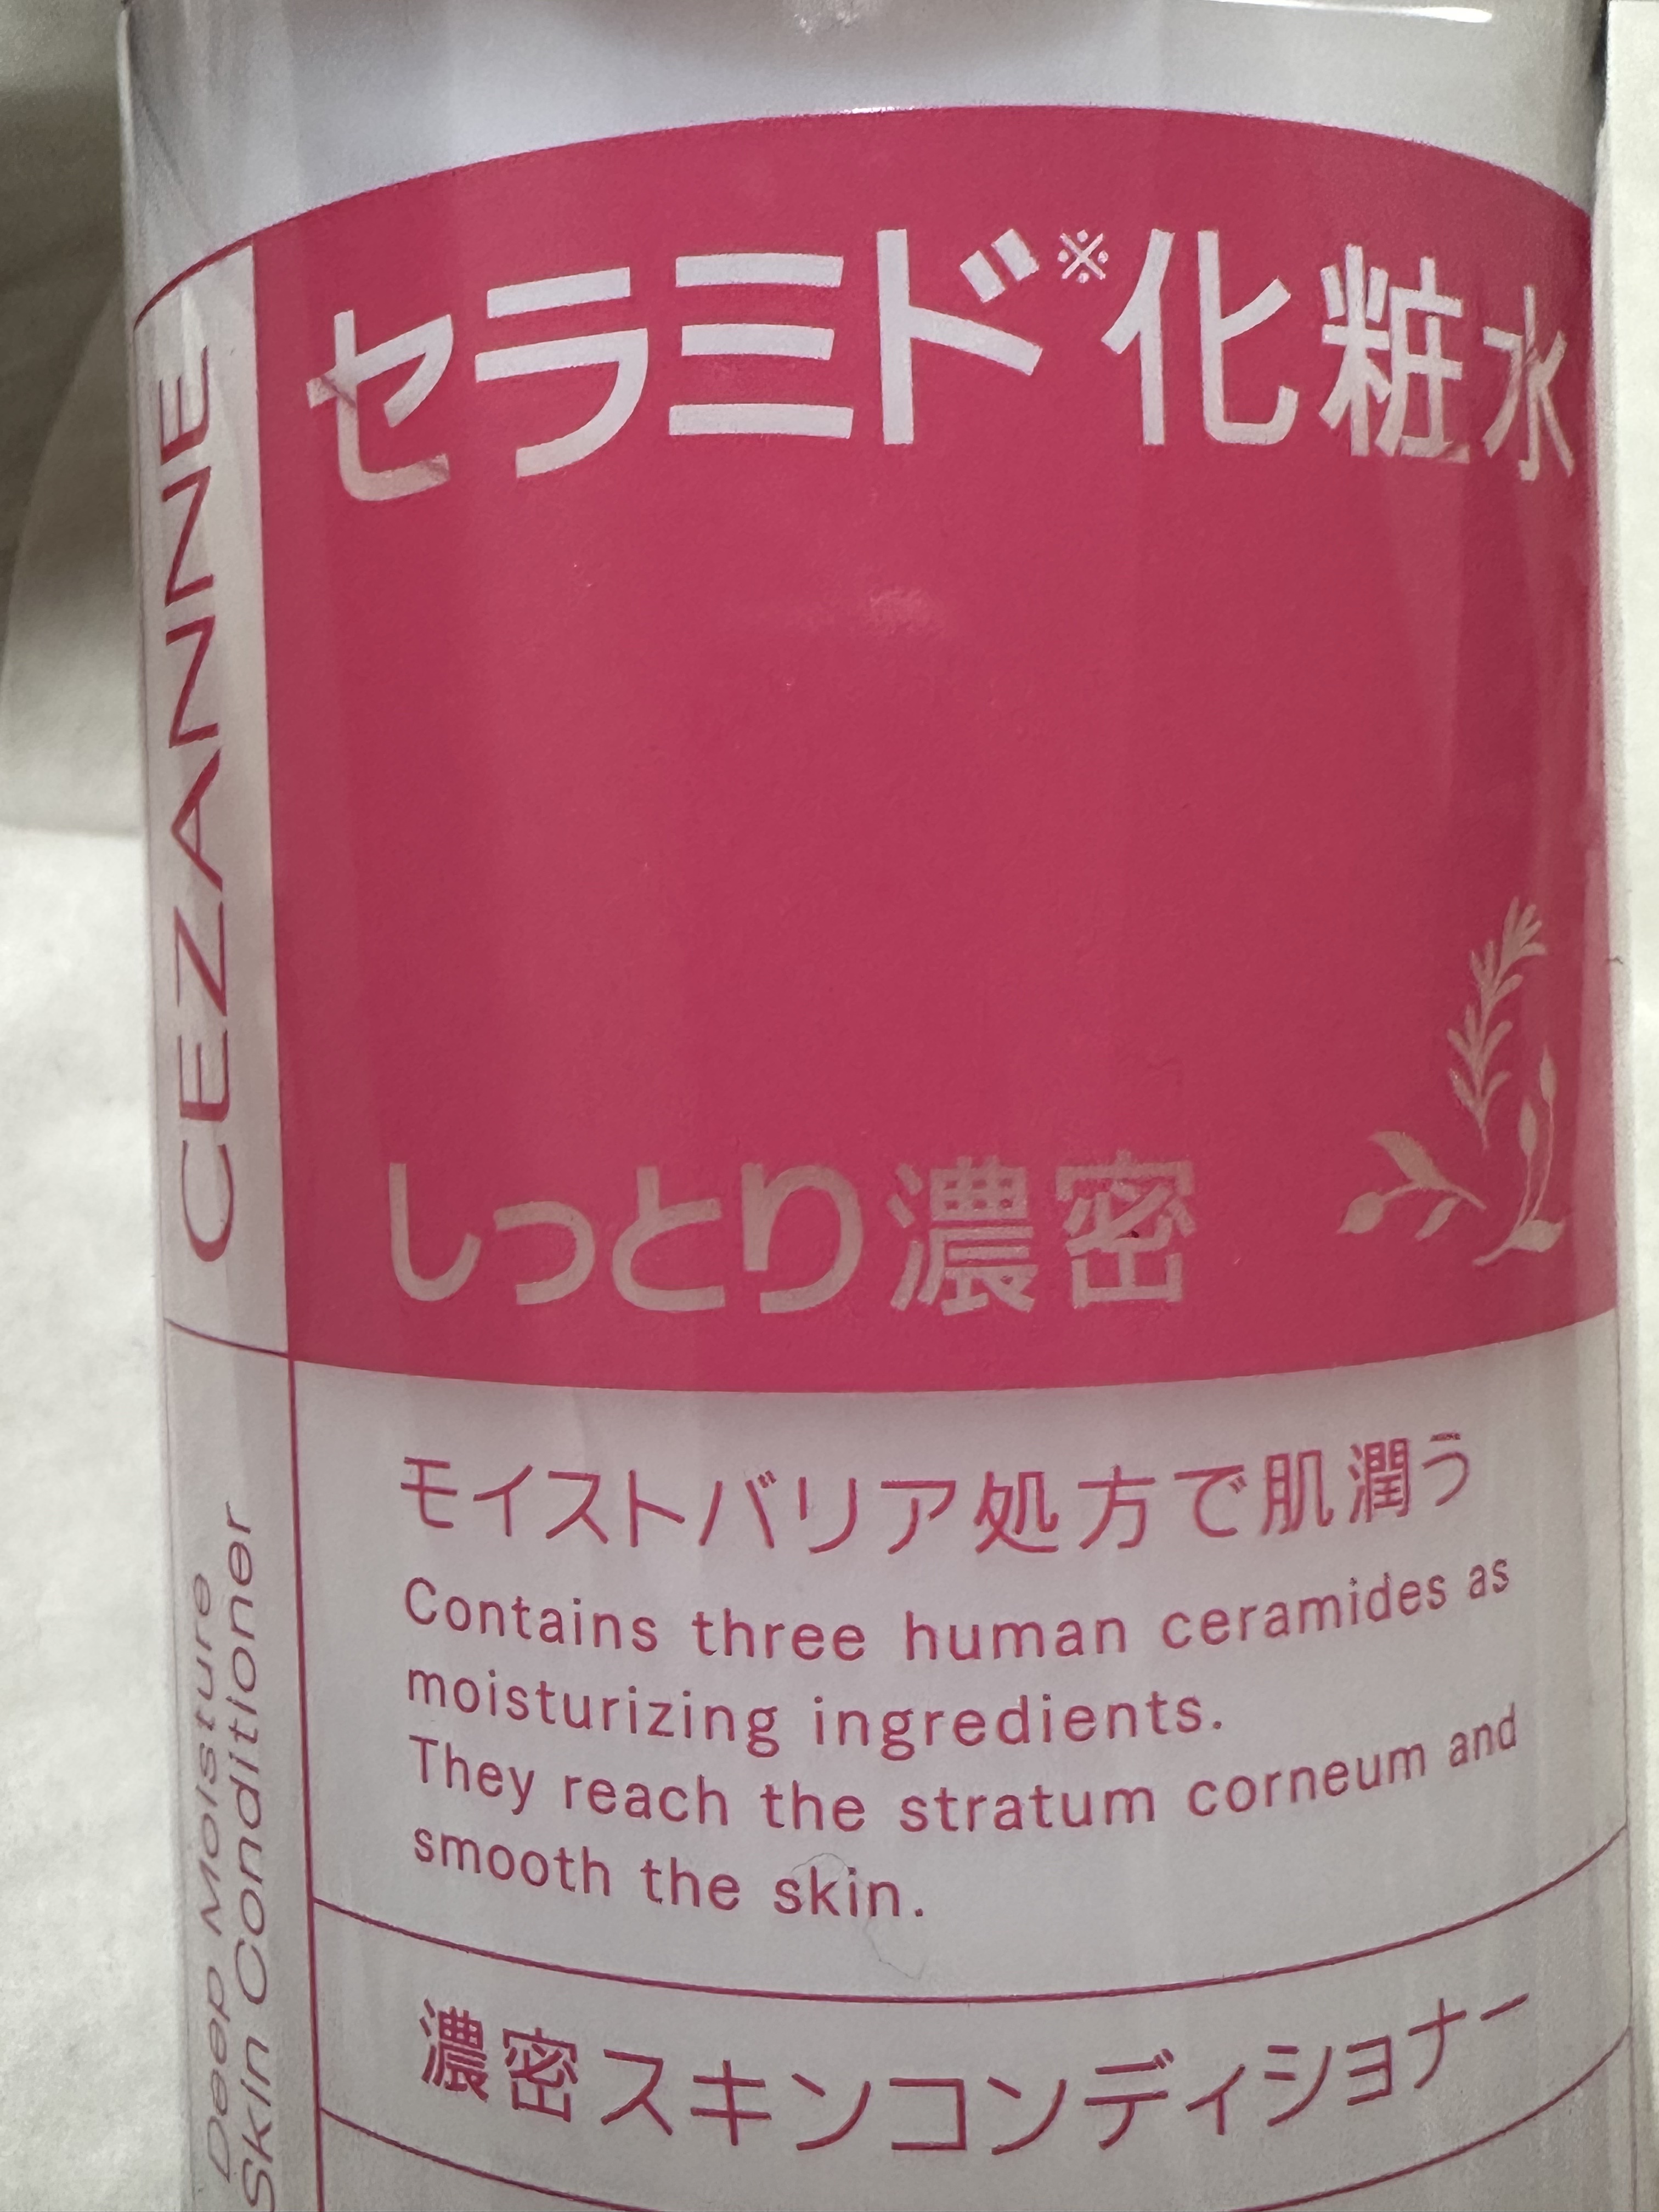 セラミド※化粧水
CEZANNE
しっとり濃密
モイストバリア処方で肌潤う
Contains three human ceramides as
moisturizing ingredients.
They reach the stratum corneum and
smooth the skin.
Deep Moisture
Skin Conditioner
濃密スキンコンディショナー